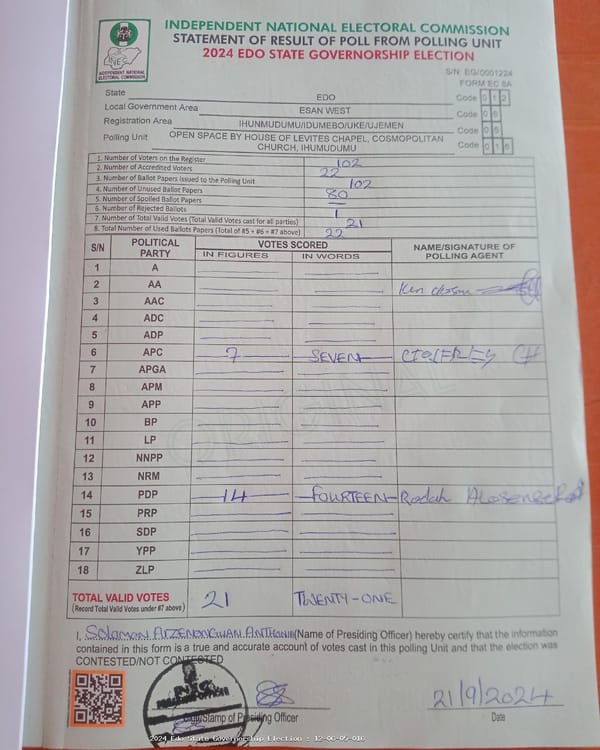 INDEPENDENT NATIONAL ELECTORAL COMMISSION
STATEMENT OF RESULT OF POLL FROM POLLING UNIT
2024 EDO STATE GOVERNORSHIP ELECTION
INEC
INDEPENDENT NATIONAL ELECTORAL COMMISSION
S/N: EG/0001224
FORM EC 8A
State EDO Code 0 1 2
Local Government Area ESAN WEST Code 0 6
Registration Area IHUNMUDUMU/IDUMEBO/UKE/UJEMEN Code 0 5
Polling Unit OPEN SPACE BY HOUSE OF LEVITES CHAPEL, COSMOPOLITAN CHURCH, IHUMUDUMU Code 0 1 6
1. Number of Voters on the Register 102
2. Number of Accredited Voters 22
3. Number of Ballot Papers Issued to the Polling Unit 102
4. Number of Unused Ballot Papers 80
5. Number of Spoiled Ballot Papers —
6. Number of Rejected Ballots 1
7. Number of Total Valid Votes (Total Valid Votes cast for all parties) 21
8. Total Number of Used Ballots Papers (Total of #5 + #6 + #7 above) 22
S/N POLITICAL PARTY VOTES SCORED NAME/SIGNATURE OF POLLING AGENT
IN FIGURES IN WORDS
1 A
2 AA Ken
3 AAC
4 ADC
5 ADP
6 APC 7 SEVEN
7 APGA
8 APM
9 APP
10 BP
11 LP
12 NNPP
13 NRM
14 PDP 14 FOURTEEN
15 PRP
16 SDP
17 YPP
18 ZLP
ORIGINAL
TOTAL VALID VOTES 21 TWENTY-ONE
(Record Total Valid Votes under #7 above)
I, Solomon (Name of Presiding Officer) hereby certify that the information
contained in this form is a true and accurate account of votes cast in this polling Unit and that the election was
CONTESTED/NOT CONTESTED
INEC
PRESIDING OFFICER
21/9/2024
Stamp of Presiding Officer Date
2024 Edo State Governorship Election : 12-06-05-016